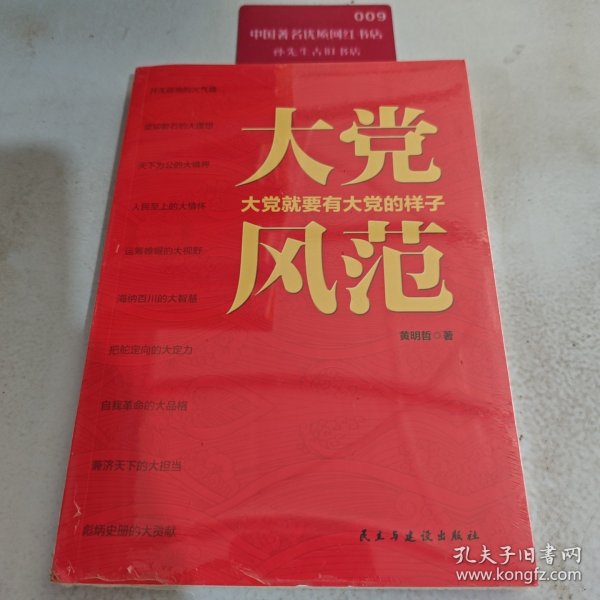 009
中国著名优质网红书店
孙先生古旧书店
大党
大党就要有大党的样子
风范
黄明哲◎著
开天辟地的大气魄
坚如磐石的大理想
天下为公的大情怀
人民至上的大情怀
运筹帷幄的大视野
海纳百川的大智慧
把舵定向的大定力
自我革命的大品格
兼济天下的大担当
彪炳史册的大贡献
民主与建设出版社
孔夫子旧书网
www.kongfz.com